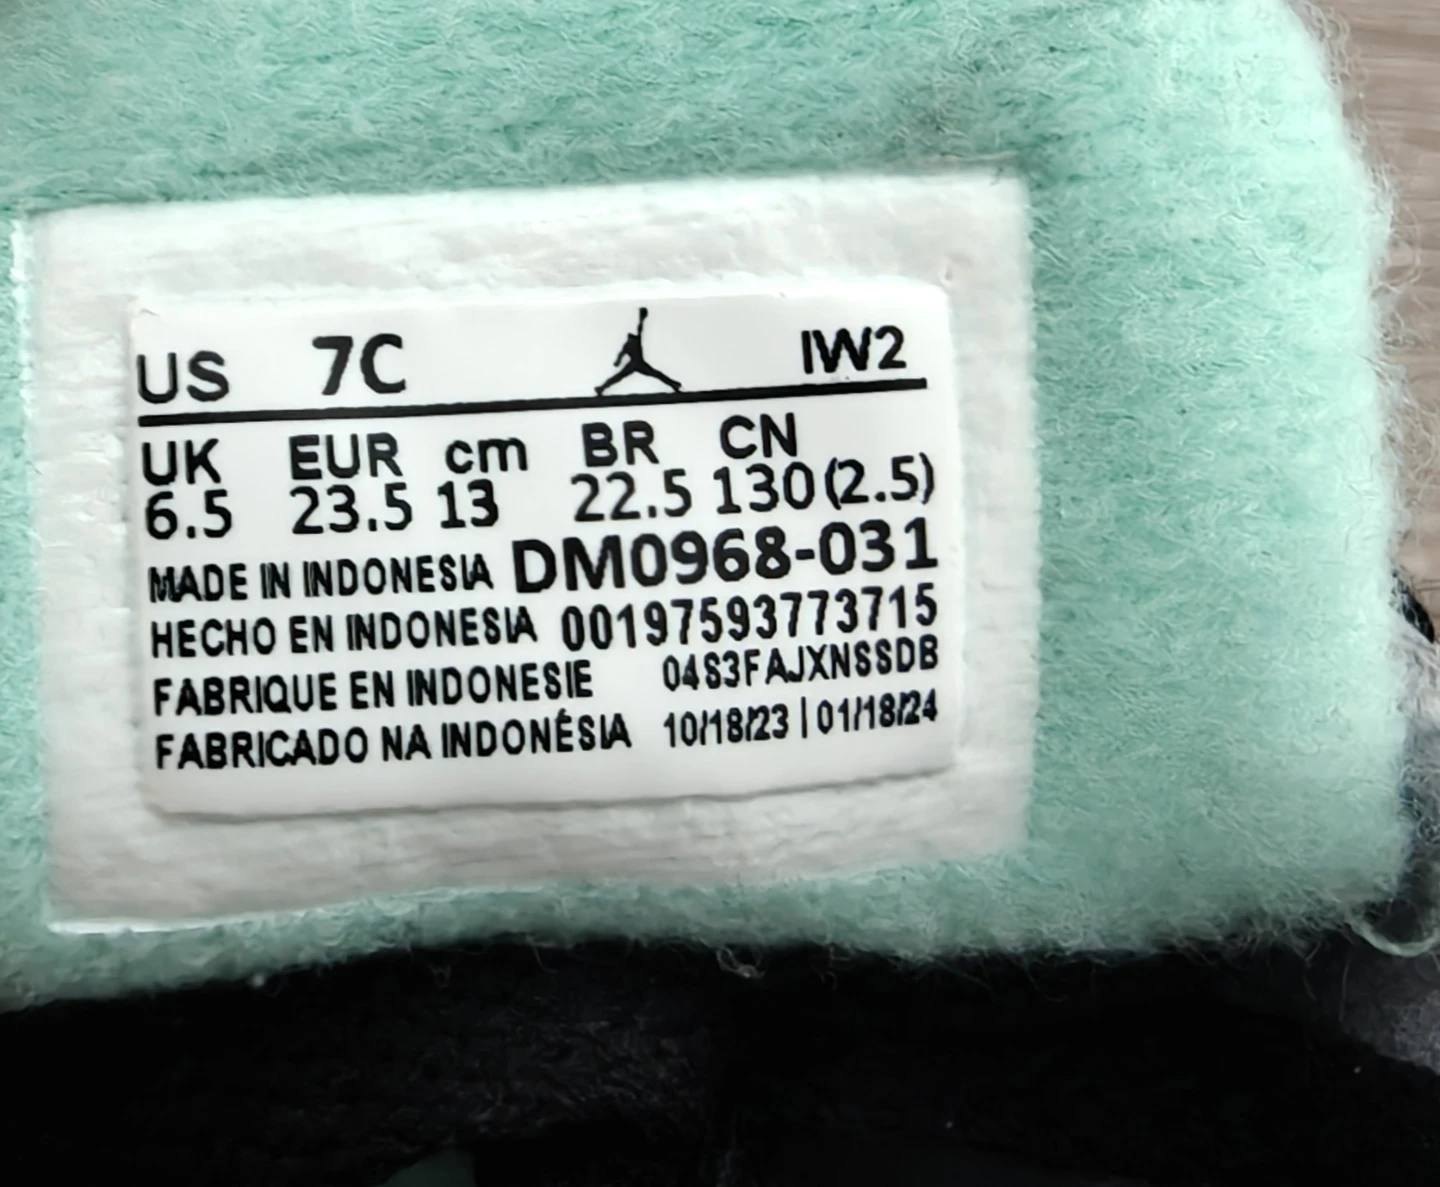 US 7C IW2
UK EUR cm BR CN
6.5 23.5 13 22.5 130(2.5)
MADE IN INDONESIA DM0968-031
HECHO EN INDONESIA 00197593773715
FABRIQUE EN INDONESIE 04S3FAJXNSSDB
FABRICADO NA INDONÉSIA 10/18/23 | 01/18/24